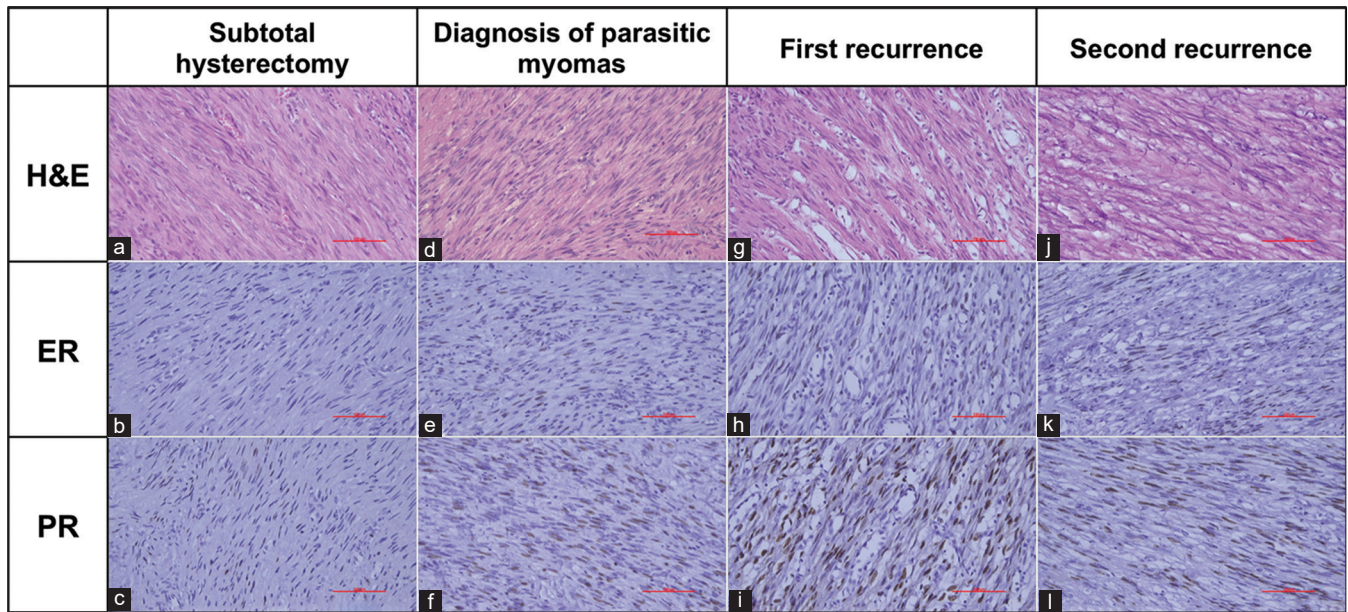 Subtotal
hysterectomy
Diagnosis of parasitic
myomas
First recurrence
Second recurrence
H&E
a
d
g
j
ER
b
e
h
k
PR
c
f
i
l